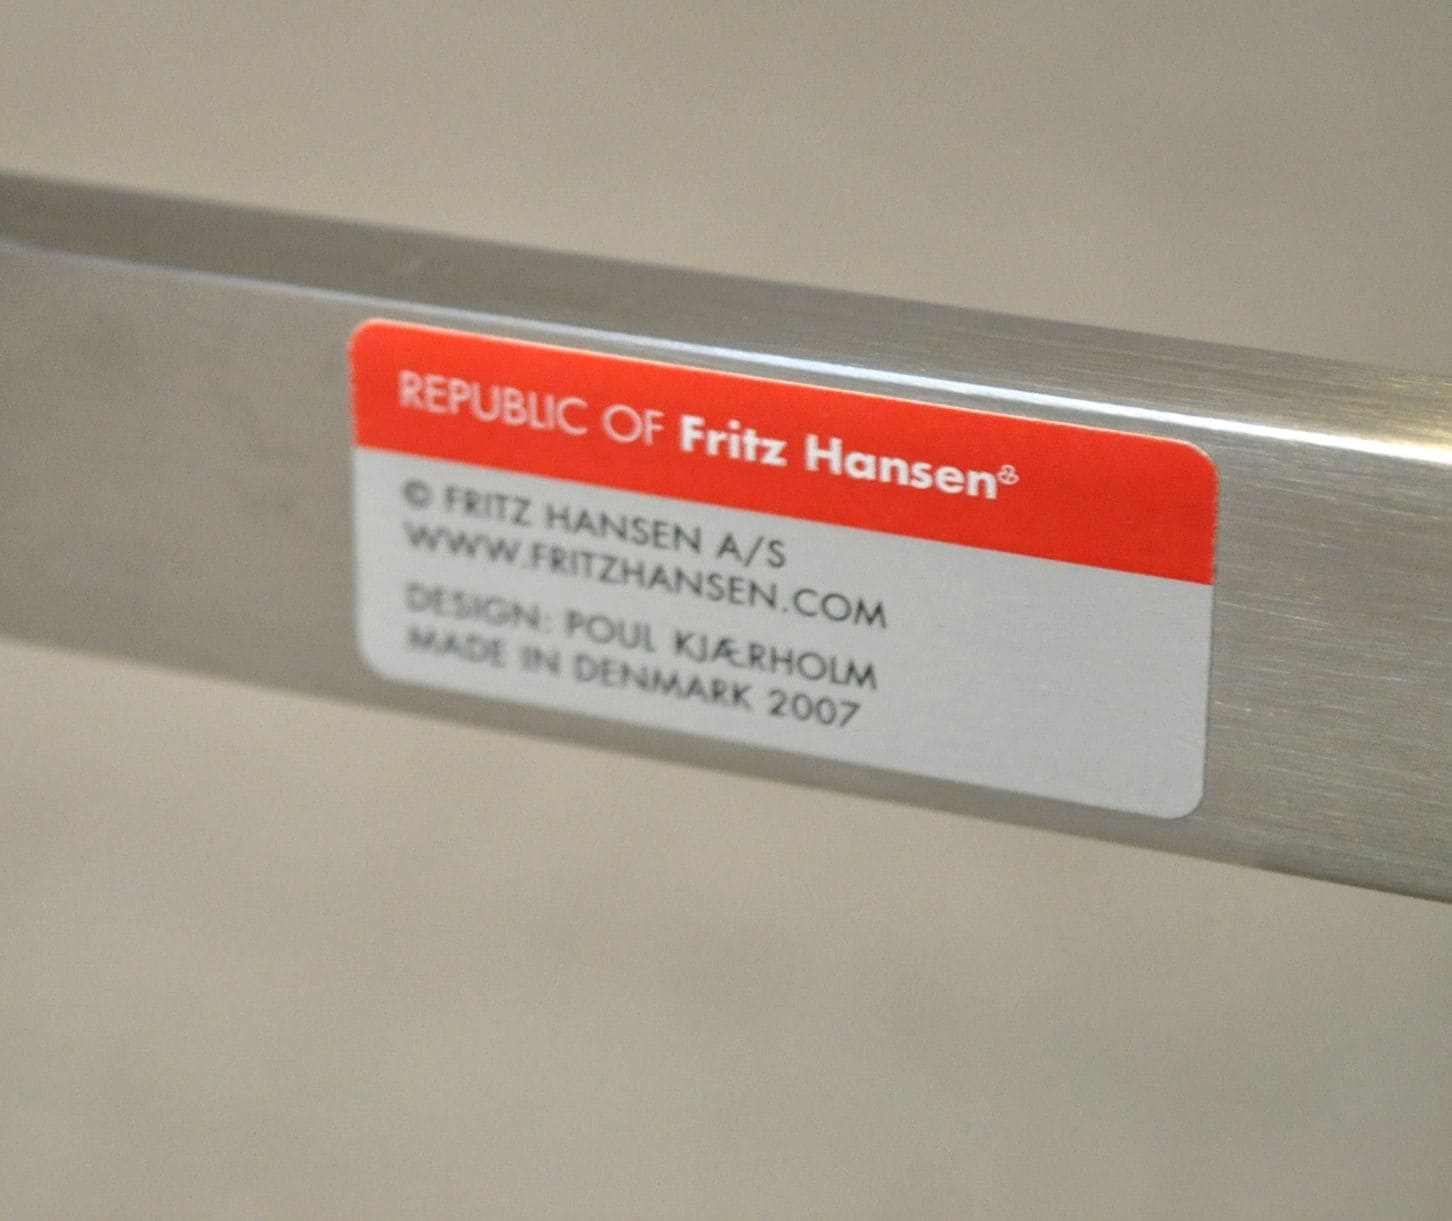 REPUBLIC OF Fritz Hansen
© FRITZ HANSEN A/S
WWW.FRITZHANSEN.COM
DESIGN: POUL KJÆRHOLM
MADE IN DENMARK 2007